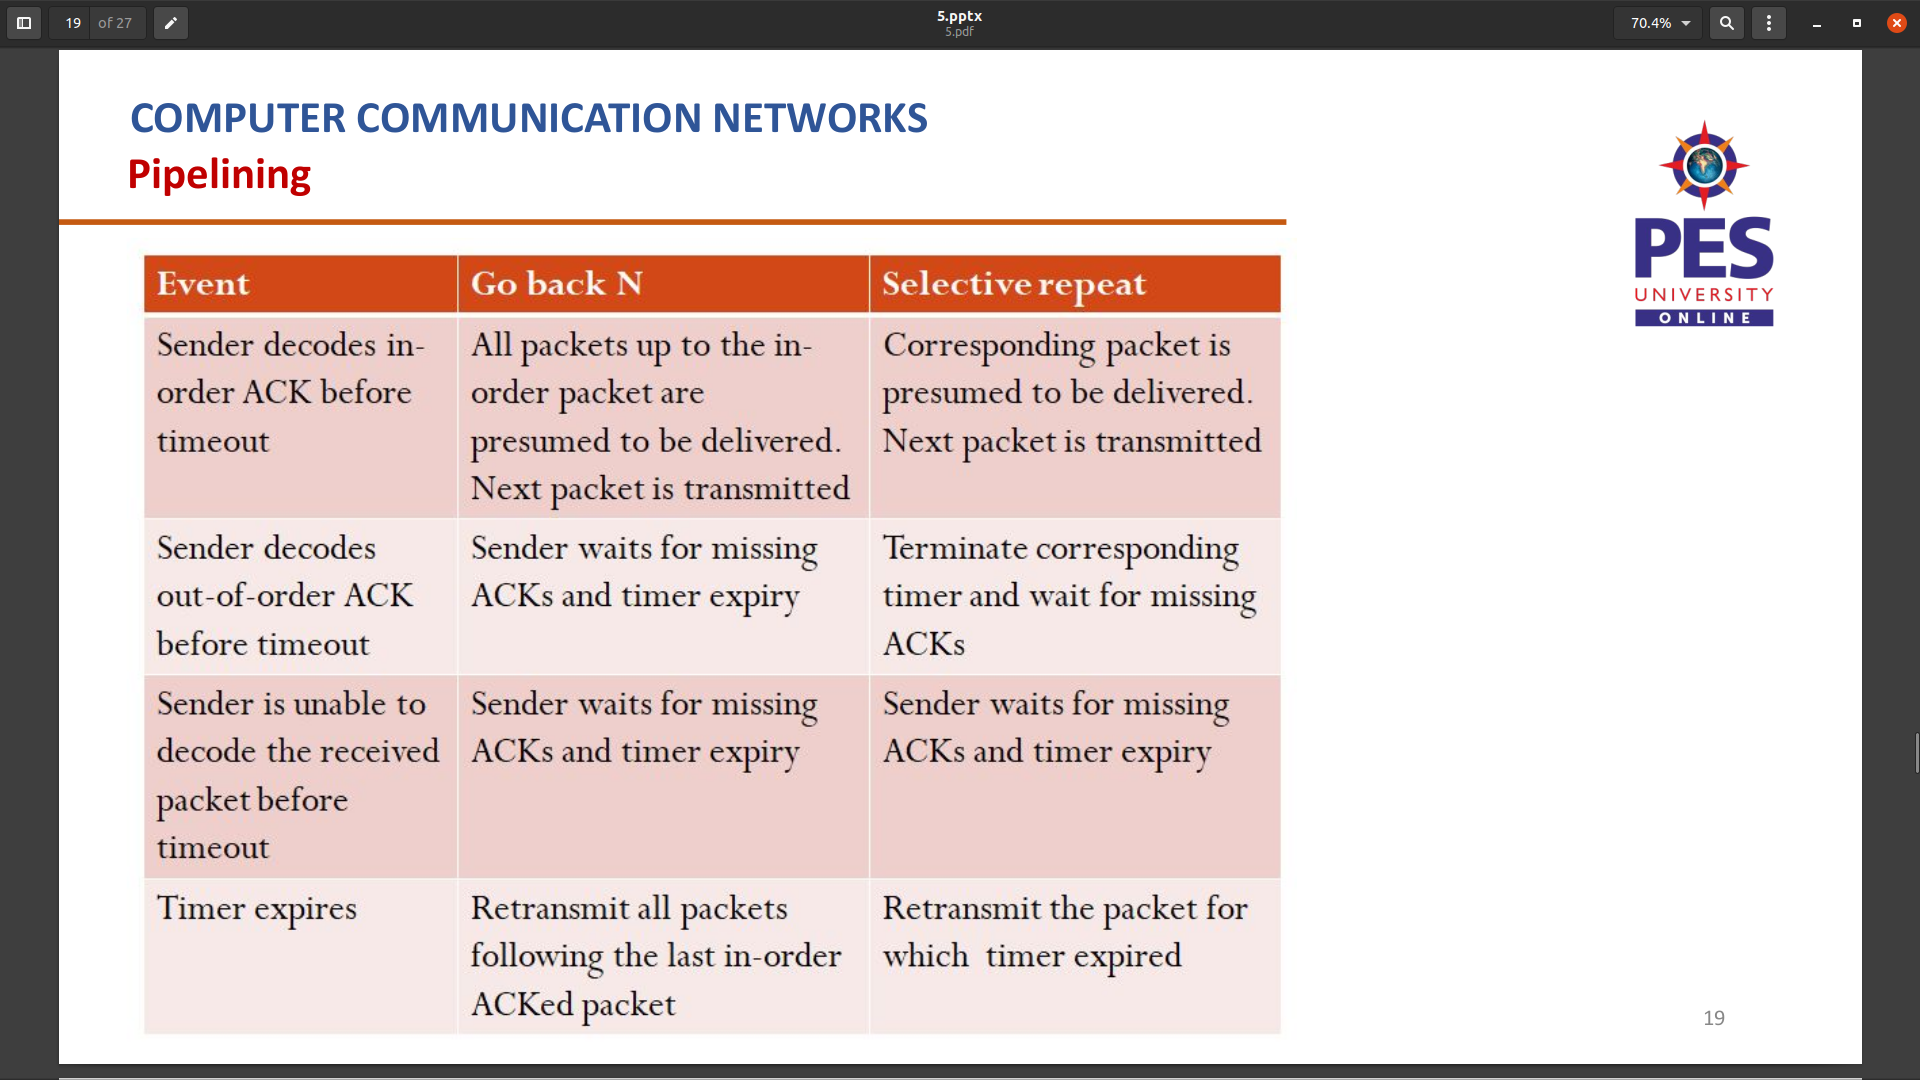 19 of 27
5.pptx
5.pdf
70.4%
COMPUTER COMMUNICATION NETWORKS
Pipelining
PES
UNIVERSITY
ONLINE
Event
Go back N
Selective repeat
Sender decodes in-
order ACK before
timeout
All packets up to the in-
order packet are
presumed to be delivered.
Next packet is transmitted
Corresponding packet is
presumed to be delivered.
Next packet is transmitted
Sender decodes
out-of-order ACK
before timeout
Sender waits for missing
ACKs and timer expiry
Terminate corresponding
timer and wait for missing
ACKs
Sender is unable to
decode the received
packet before
timeout
Sender waits for missing
ACKs and timer expiry
Sender waits for missing
ACKs and timer expiry
Timer expires
Retransmit all packets
following the last in-order
ACKed packet
Retransmit the packet for
which timer expired
19